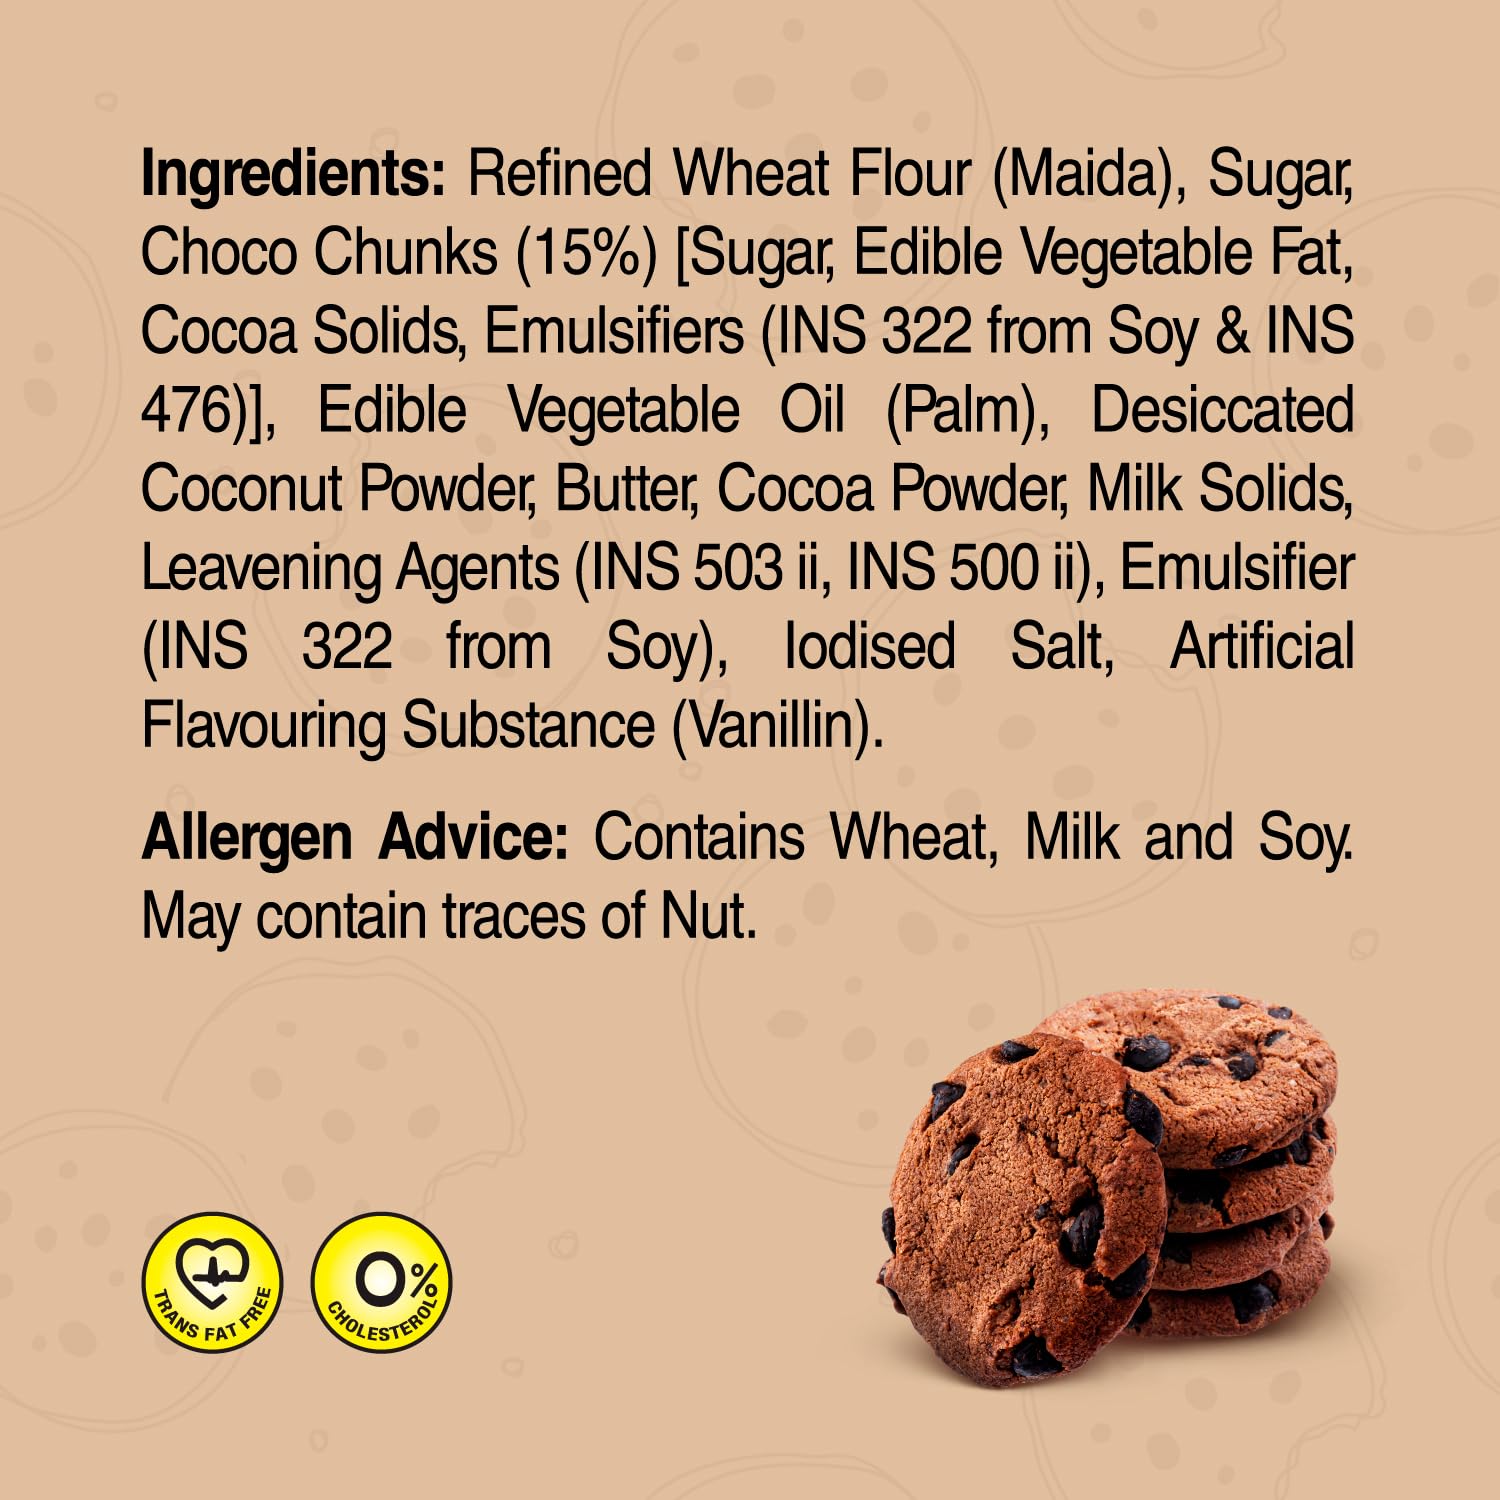 Ingredients: Refined Wheat Flour (Maida), Sugar,
Choco Chunks (15%) [Sugar, Edible Vegetable Fat,
Cocoa Solids, Emulsifiers (INS 322 from Soy & INS
476)], Edible Vegetable Oil (Palm), Desiccated
Coconut Powder, Butter, Cocoa Powder, Milk Solids,
Leavening Agents (INS 503 ii, INS 500 ii), Emulsifier
(INS 322 from Soy), Iodised Salt, Artificial
Flavouring Substance (Vanillin).
Allergen Advice: Contains Wheat, Milk and Soy.
May contain traces of Nut.
TRANS FAT FREE
0%
CHOLESTEROL